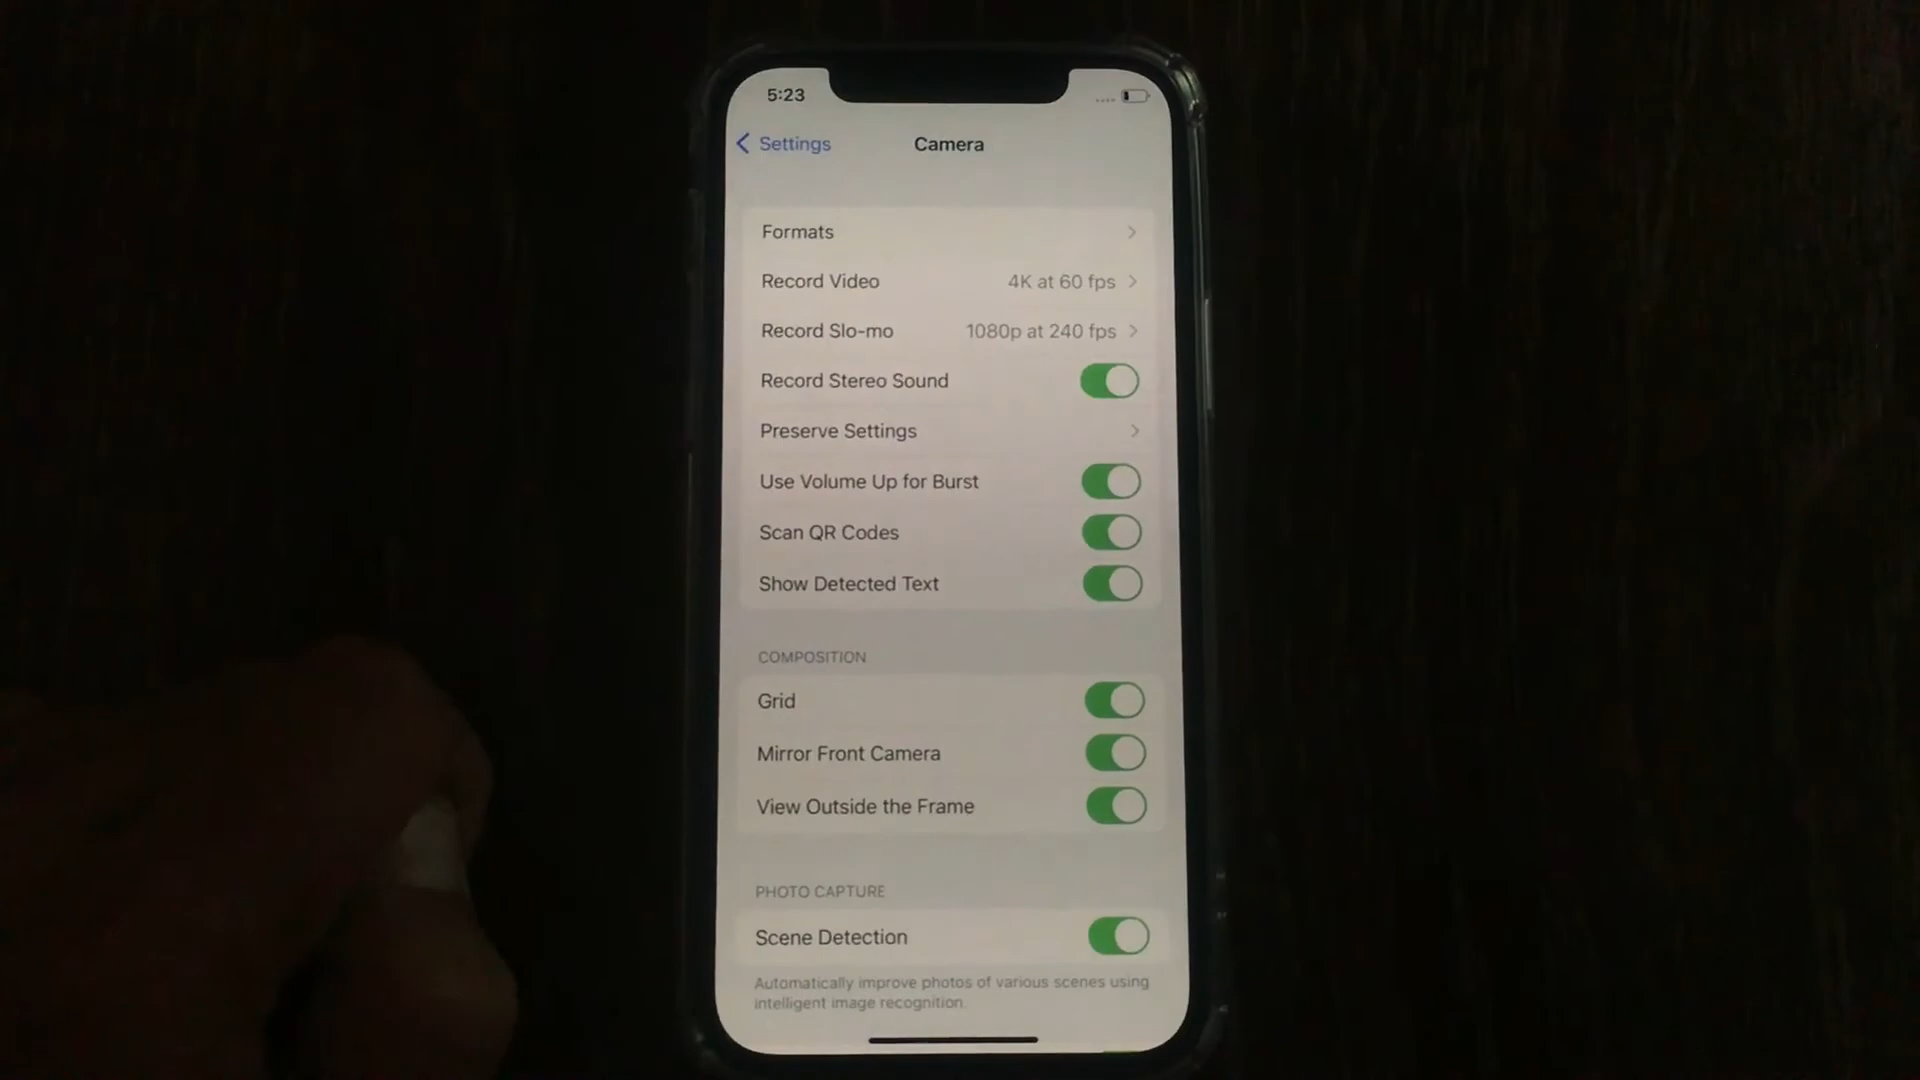 5:23
Settings
Camera
Formats
Record Video 4K at 60 fps
Record Slo-mo 1080p at 240 fps
Record Stereo Sound
Preserve Settings
Use Volume Up for Burst
Scan QR Codes
Show Detected Text
COMPOSITION
Grid
Mirror Front Camera
View Outside the Frame
PHOTO CAPTURE
Scene Detection
Automatically improve photos of various scenes using
intelligent image recognition.